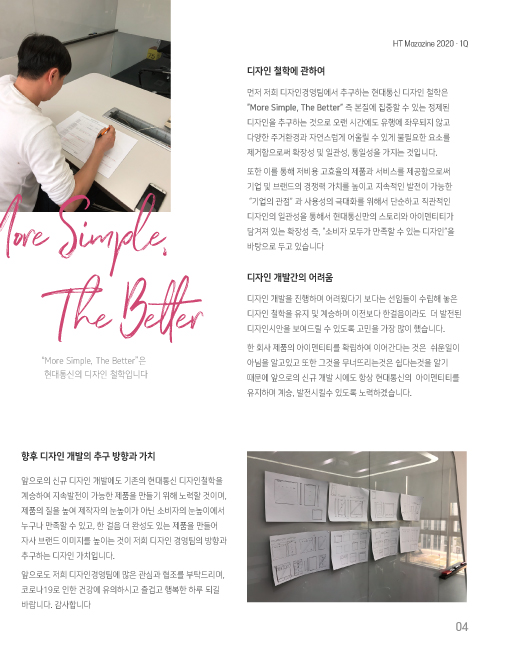 HT Magazine 2020 · 1Q
디자인 철학에 관하여
먼저 저희 디자인경영팀에서 추구하는 현대통신 디자인 철학은
"More Simple, The Better" 즉 본질에 집중할 수 있는 정제된
디자인을 추구하는 것으로 오랜 시간에도 유행에 좌우되지 않고
다양한 주거환경과 자연스럽게 어울릴 수 있게 불필요한 요소를
제거함으로써 확장성 및 일관성, 통일성을 가지는 것입니다.
또한 이를 통해 저비용 고효율의 제품과 서비스를 제공함으로써
기업 및 브랜드의 경쟁력 가치를 높이고 지속적인 발전이 가능한
"기업의 관점" 과 사용성의 극대화를 위해서 단순하고 직관적인
디자인의 일관성을 통해서 현대통신만의 스토리와 아이덴티티가
담겨져 있는 확장성 즉, "소비자 모두가 만족할 수 있는 디자인"을
바탕으로 두고 있습니다
More Simple,
The Better
"More Simple, The Better"은
현대통신의 디자인 철학입니다
디자인 개발간의 어려움
디자인 개발을 진행하며 어려웠다기 보다는 선임들이 수립해 놓은
디자인 철학을 유지 및 계승하며 이전보다 한걸음이라도 더 발전된
디자인시안을 보여드릴 수 있도록 고민을 가장 많이 했습니다.
한 회사 제품의 아이덴티티를 확립하여 이어간다는 것은 쉬운일이
아님을 알고있고 또한 그것을 무너뜨리는것은 쉽다는것을 알기
때문에 앞으로의 신규 개발 시에도 항상 현대통신의 아이덴티티를
유지하며 계승, 발전시킬수 있도록 노력하겠습니다.
향후 디자인 개발의 추구 방향과 가치
앞으로의 신규 디자인 개발에도 기존의 현대통신 디자인철학을
계승하여 지속발전이 가능한 제품을 만들기 위해 노력할 것이며,
제품의 질을 높여 제작자의 눈높이가 아닌 소비자의 눈높이에서
누구나 만족할 수 있고, 한 걸음 더 완성도 있는 제품을 만들어
자사 브랜드 이미지를 높이는 것이 저희 디자인 경영팀의 방향과
추구하는 디자인 가치입니다.
앞으로도 저희 디자인경영팀에 많은 관심과 협조를 부탁드리며,
코로나19로 인한 건강에 유의하시고 즐겁고 행복한 하루 되길
바랍니다. 감사합니다
04